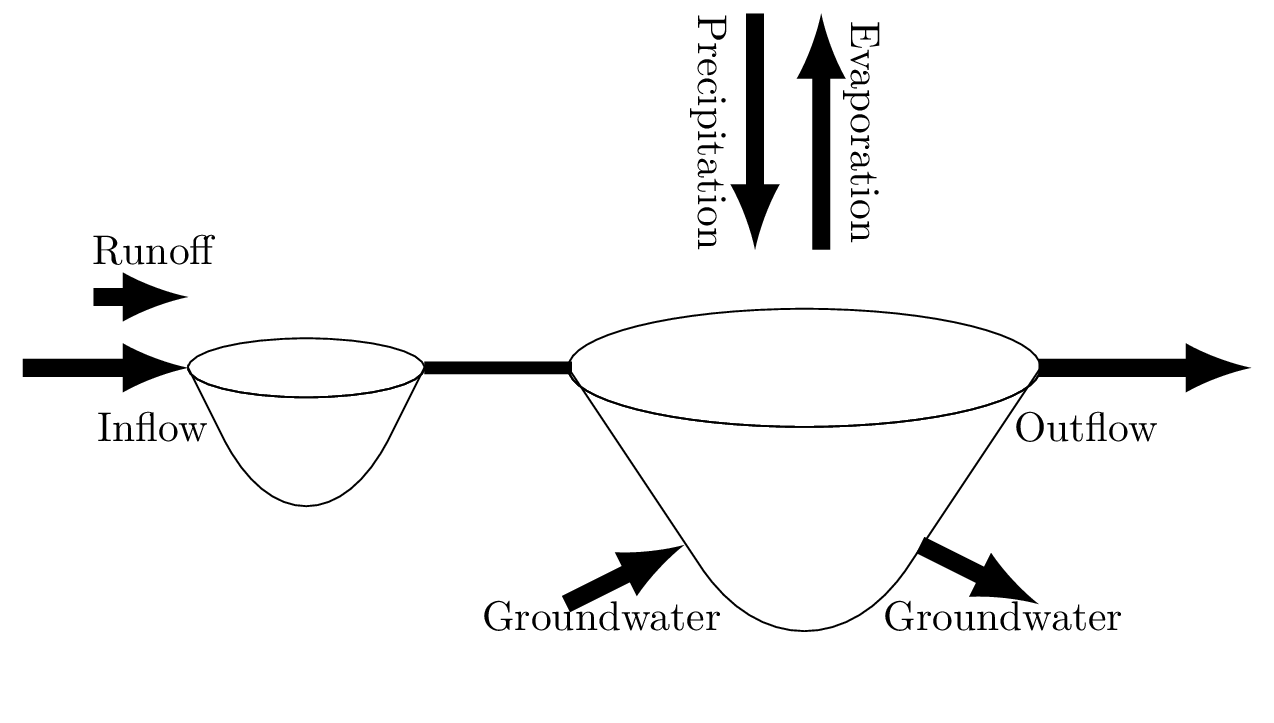 Precipitation
Evaporation
Runoff
Inflow
Outflow
Groundwater
Groundwater